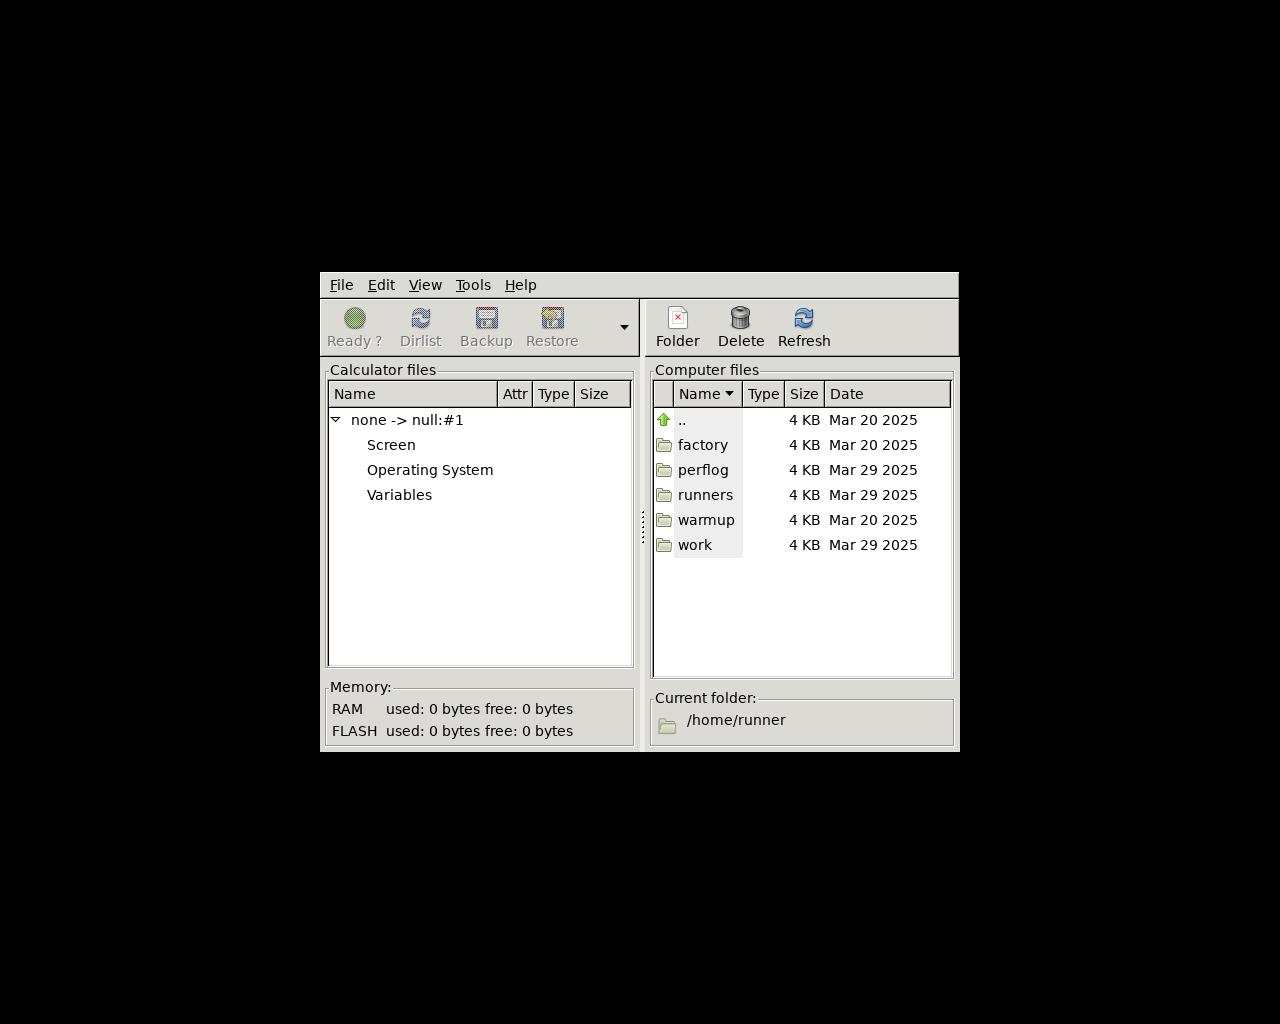 File Edit View Tools Help
Ready ? Dirlist Backup Restore Folder Delete Refresh
Calculator files
Name Attr Type Size
none -> null:#1
Screen
Operating System
Variables
Memory:
RAM used: 0 bytes free: 0 bytes
FLASH used: 0 bytes free: 0 bytes
Computer files
Name Type Size Date
.. 4 KB Mar 20 2025
factory 4 KB Mar 20 2025
perflog 4 KB Mar 29 2025
runners 4 KB Mar 29 2025
warmup 4 KB Mar 20 2025
work 4 KB Mar 29 2025
Current folder:
/home/runner